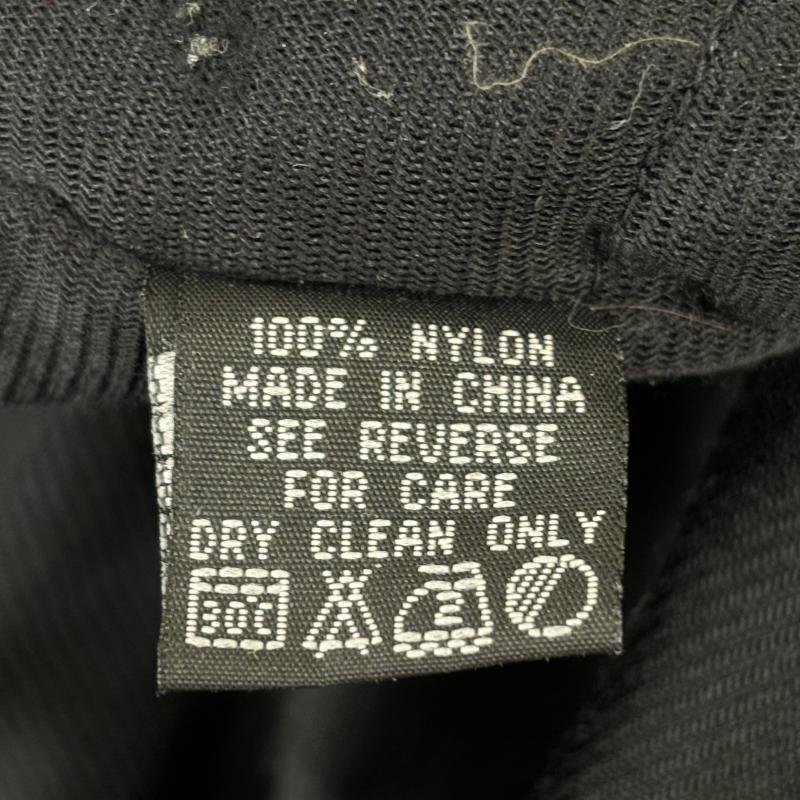 100% NYLON
MADE IN CHINA
SEE REVERSE
FOR CARE
DRY CLEAN ONLY